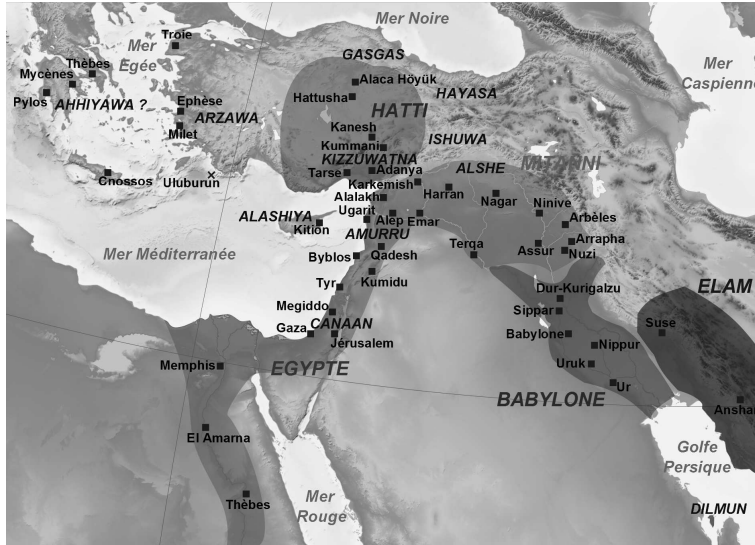 Mer Noire
Troie
Mer
Egée
Thèbes
Mycènes
Pylos
AHHIYAWA ?
Ephèse
ARZAWA
Milet
Cnossos
Uluburun
GASGAS
Alaca Höyük
Hattusha
HATTI
HAYASA
Kanesh
Kummani
ISHUWA
KIZZUWATNA
Tarse
Adanya
ALSHE
MITANNI
Mer
Caspienne
Karkemish
Harran
Alalakh
Nagar
Ninive
Ugarit
Alep
Emar
Arbèles
ALASHIYA
Kition
AMURRU
Qadesh
Terqa
Assur
Arrapha
Nuzi
Mer Méditerranée
Byblos
Kumidu
Tyr
Dur-Kurigalzu
Sippar
ELAM
Megiddo
Gaza
CANAAN
Jérusalem
Babylone
Suse
Nippur
Memphis
EGYPTE
Uruk
Ur
BABYLONE
Anshan
El Amarna
Golfe
Persique
Thèbes
Mer
Rouge
DILMUN